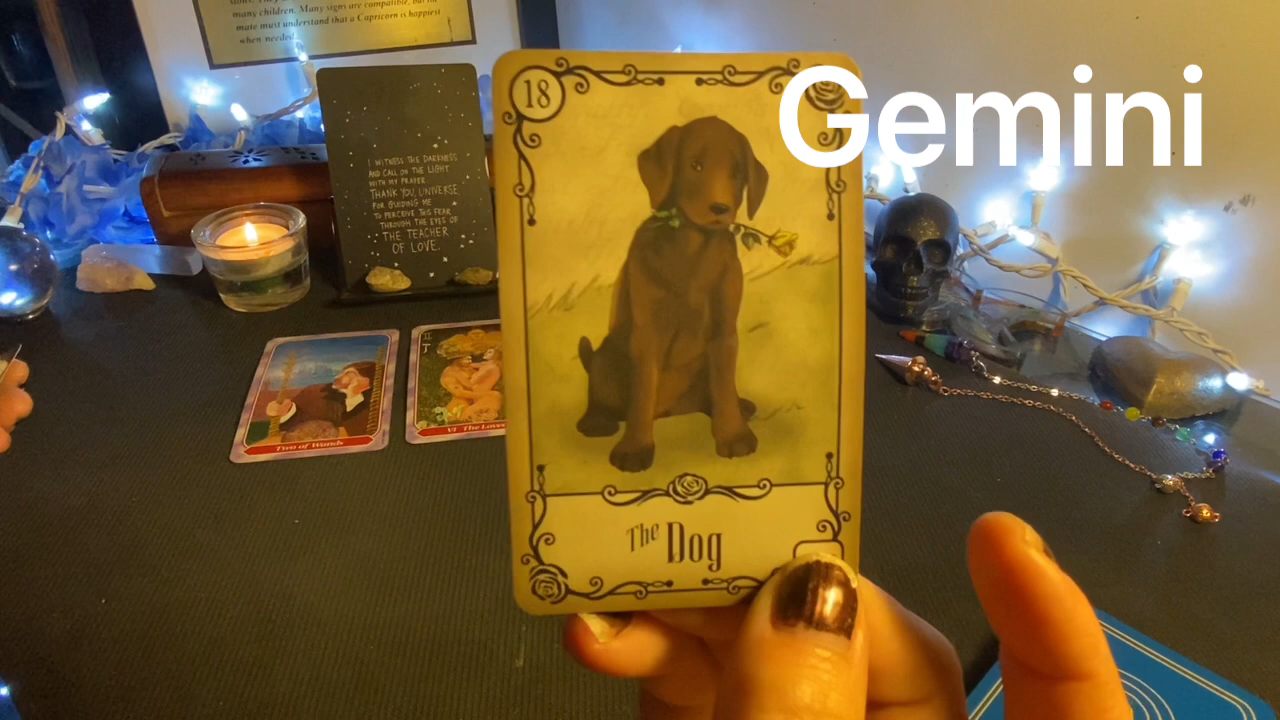 many children. Many signs are compatible, but the
mate must understand that a Capricorn is happiest
when needed.
Gemini
18
I WITNESS THE DARKNESS
AND CALL ON THE LIGHT
WITH MY PRAYER.
THANK YOU, UNIVERSE,
FOR GUIDING ME
TO PERCEIVE THIS FEAR
THROUGH THE EYES OF
THE TEACHER
OF LOVE.
II
Two of Wands
VI The
The Dog